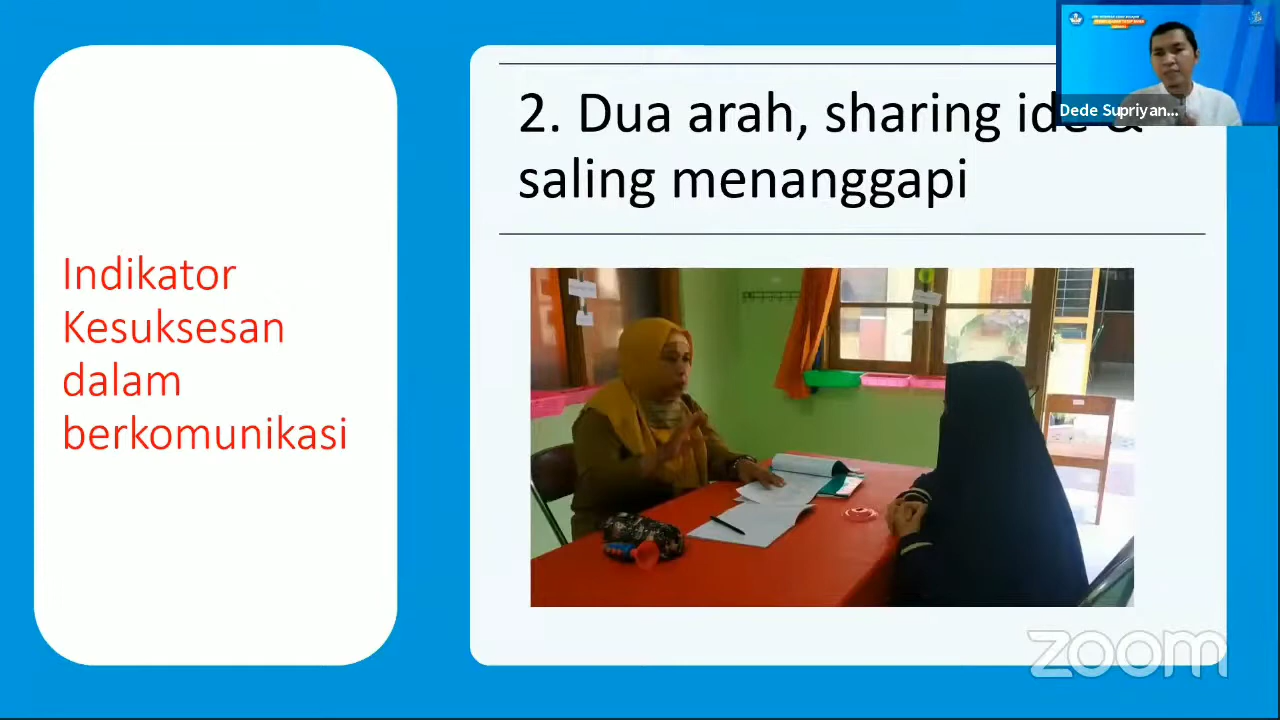 Indikator
Kesuksesan
dalam
berkomunikasi
2. Dua arah, sharing ide &
saling menanggapi
Dede Supriyan...
zoom